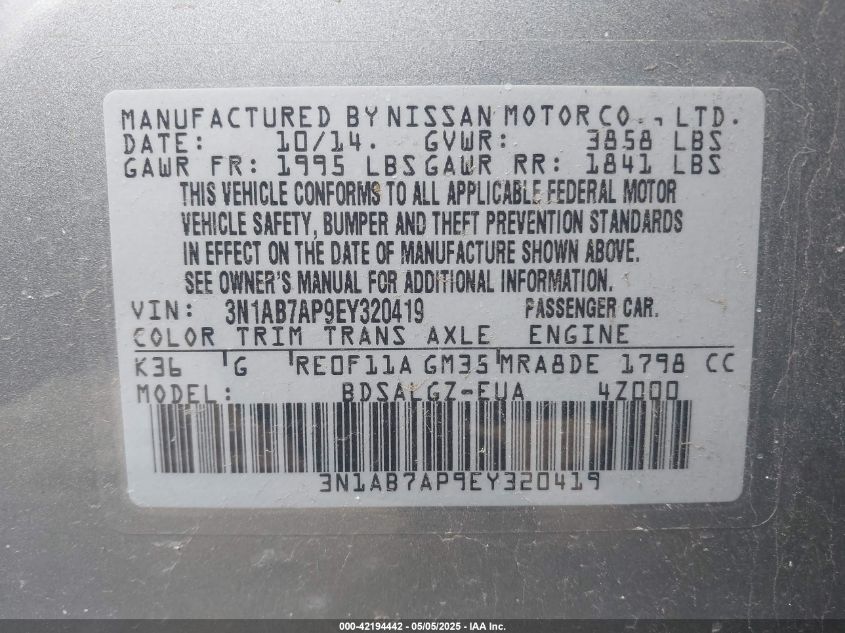 MANUFACTURED BY NISSAN MOTOR CO., LTD.
DATE: 10/14. GVWR: 3858 LBS
GAWR FR: 1995 LBS GAWR RR: 1841 LBS
THIS VEHICLE CONFORMS TO ALL APPLICABLE FEDERAL MOTOR
VEHICLE SAFETY, BUMPER AND THEFT PREVENTION STANDARDS
IN EFFECT ON THE DATE OF MANUFACTURE SHOWN ABOVE.
SEE OWNER'S MANUAL FOR ADDITIONAL INFORMATION.
VIN: 3N1AB7AP9EY320419 PASSENGER CAR.
COLOR TRIM TRANS AXLE ENGINE
K36 G RE0F11A GM35 MRA8DE 1798 CC
MODEL: BDSALGZ-EUA 4Z000
3N1AB7AP9EY320419
000-42194442 - 05/05/2025 - IAA Inc.